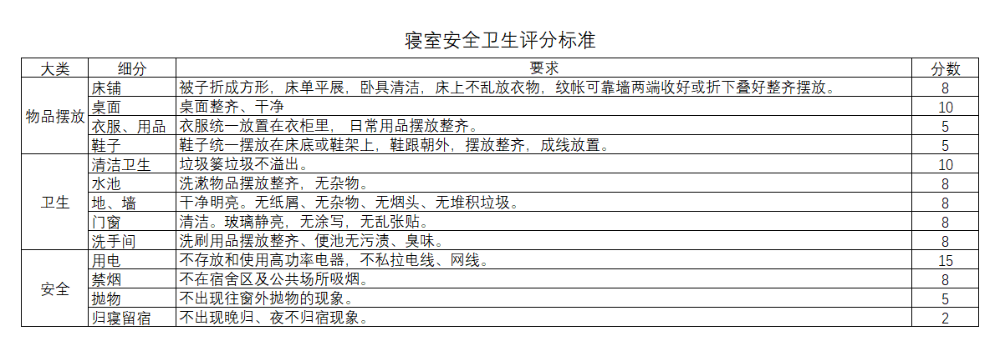 寝室安全卫生评分标准
大类 细分 要求 分数
物品摆放 床铺 被子折成方形，床单平展，卧具清洁，床上不乱放衣物，纹帐可靠墙两端收好或折下叠好整齐摆放。 8
桌面 桌面整齐、干净 10
衣服、用品 衣服统一放置在衣柜里， 日常用品摆放整齐。 5
鞋子 鞋子统一摆放在床底或鞋架上，鞋跟朝外，摆放整齐，成线放置。 5
卫生 清洁卫生 垃圾篓垃圾不溢出。 10
水池 洗漱物品摆放整齐，无杂物。 8
地、墙 干净明亮。无纸屑、无杂物、无烟头、无堆积垃圾。 8
门窗 清洁。玻璃静亮，无涂写，无乱张贴。 8
洗手间 洗刷用品摆放整齐、便池无污渍、臭味。 8
安全 用电 不存放和使用高功率电器，不私拉电线、网线。 15
禁烟 不在宿舍区及公共场所吸烟。 8
抛物 不出现往窗外抛物的现象。 5
归寝留宿 不出现晚归、夜不归宿现象。 2